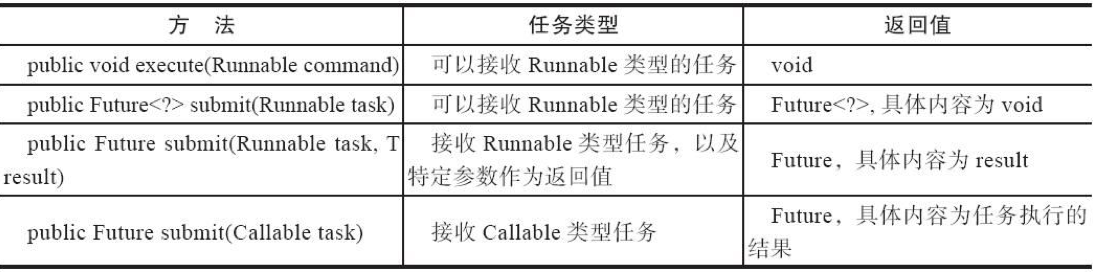 方 法 任务类型 返回值
public void execute(Runnable command) 可以接收 Runnable 类型的任务 void
public Future<?> submit(Runnable task) 可以接收 Runnable 类型的任务 Future<?>, 具体内容为 void
public Future submit(Runnable task, T
result)
接收 Runnable 类型任务，以及
特定参数作为返回值
Future，具体内容为 result
public Future submit(Callable task) 接收 Callable 类型任务
Future，具体内容为任务执行的
结果